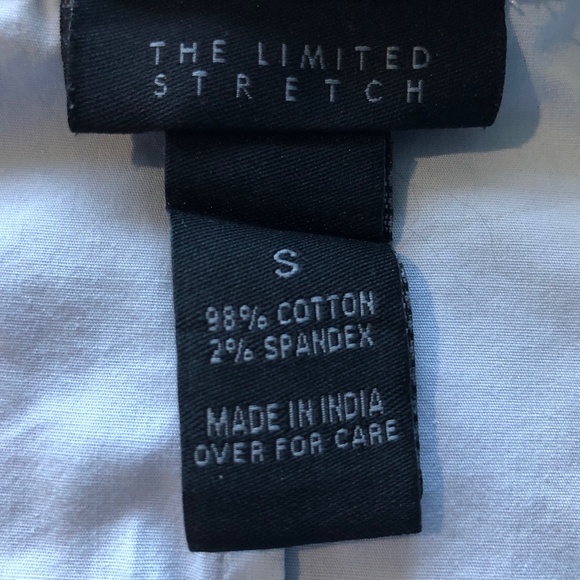 THE LIMITED
STRETCH
S
98% COTTON
2% SPANDEX
MADE IN INDIA
OVER FOR CARE